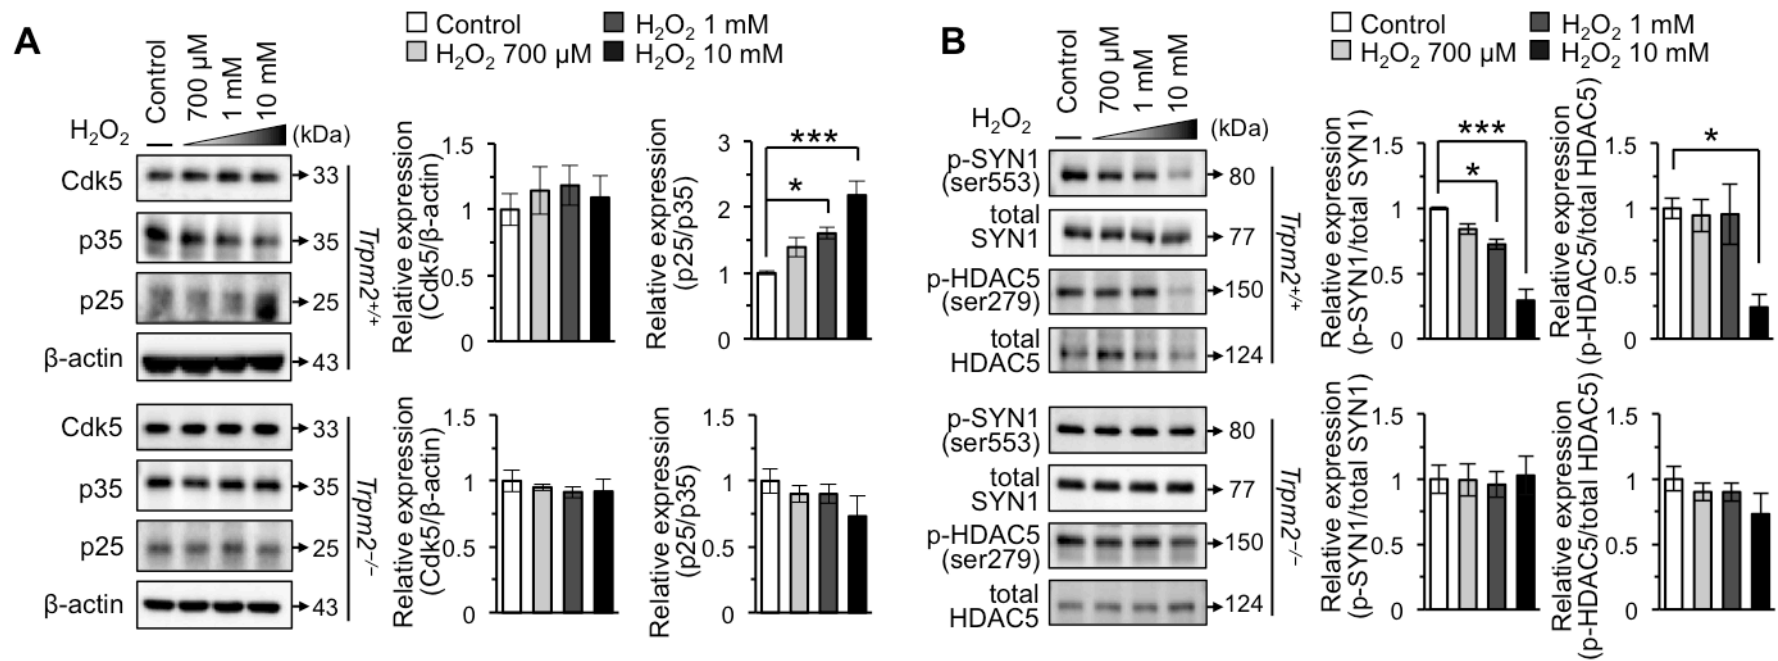 A
Control
700 µM
1 mM
10 mM
H₂O₂
(kDa)
Cdk5
33
p35
35
p25
25
β-actin
43
Trpm2⁺/⁺
Cdk5
33
p35
35
p25
25
β-actin
43
Trpm2⁻/⁻
Control
H₂O₂ 700 µM
H₂O₂ 1 mM
H₂O₂ 10 mM
Relative expression
(Cdk5/β-actin)
1.5
1
0.5
0
Relative expression
(p25/p35)
3
2
1
0
*
***
Relative expression
(Cdk5/β-actin)
1.5
1
0.5
0
Relative expression
(p25/p35)
1.5
1
0.5
0
B
Control
700 µM
1 mM
10 mM
H₂O₂
(kDa)
p-SYN1
(ser553)
80
total
SYN1
77
p-HDAC5
(ser279)
150
total
HDAC5
124
Trpm2⁺/⁺
p-SYN1
(ser553)
80
total
SYN1
77
p-HDAC5
(ser279)
150
total
HDAC5
124
Trpm2⁻/⁻
Control
H₂O₂ 700 µM
H₂O₂ 1 mM
H₂O₂ 10 mM
Relative expression
(p-SYN1/total SYN1)
1.5
1
0.5
0
***
*
Relative expression
(p-HDAC5/total HDAC5)
1.5
1
0.5
0
*
Relative expression
(p-SYN1/total SYN1)
1.5
1
0.5
0
Relative expression
(p-HDAC5/total HDAC5)
1.5
1
0.5
0